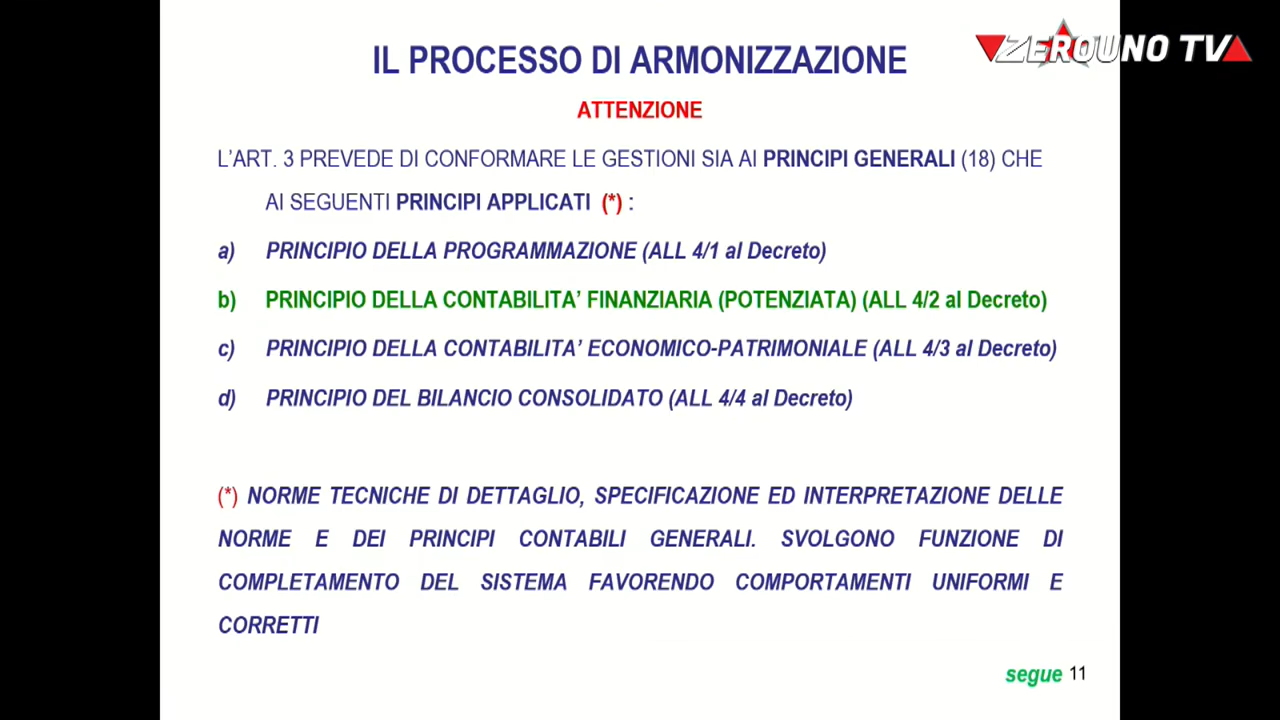 IL PROCESSO DI ARMONIZZAZIONE
ZEROUNO TV
ATTENZIONE
L’ART. 3 PREVEDE DI CONFORMARE LE GESTIONI SIA AI PRINCIPI GENERALI (18) CHE
AI SEGUENTI PRINCIPI APPLICATI (*) :
a) PRINCIPIO DELLA PROGRAMMAZIONE (ALL 4/1 al Decreto)
b) PRINCIPIO DELLA CONTABILITA’ FINANZIARIA (POTENZIATA) (ALL 4/2 al Decreto)
c) PRINCIPIO DELLA CONTABILITA’ ECONOMICO-PATRIMONIALE (ALL 4/3 al Decreto)
d) PRINCIPIO DEL BILANCIO CONSOLIDATO (ALL 4/4 al Decreto)
(*) NORME TECNICHE DI DETTAGLIO, SPECIFICAZIONE ED INTERPRETAZIONE DELLE
NORME E DEI PRINCIPI CONTABILI GENERALI. SVOLGONO FUNZIONE DI
COMPLETAMENTO DEL SISTEMA FAVORENDO COMPORTAMENTI UNIFORMI E
CORRETTI
segue 11